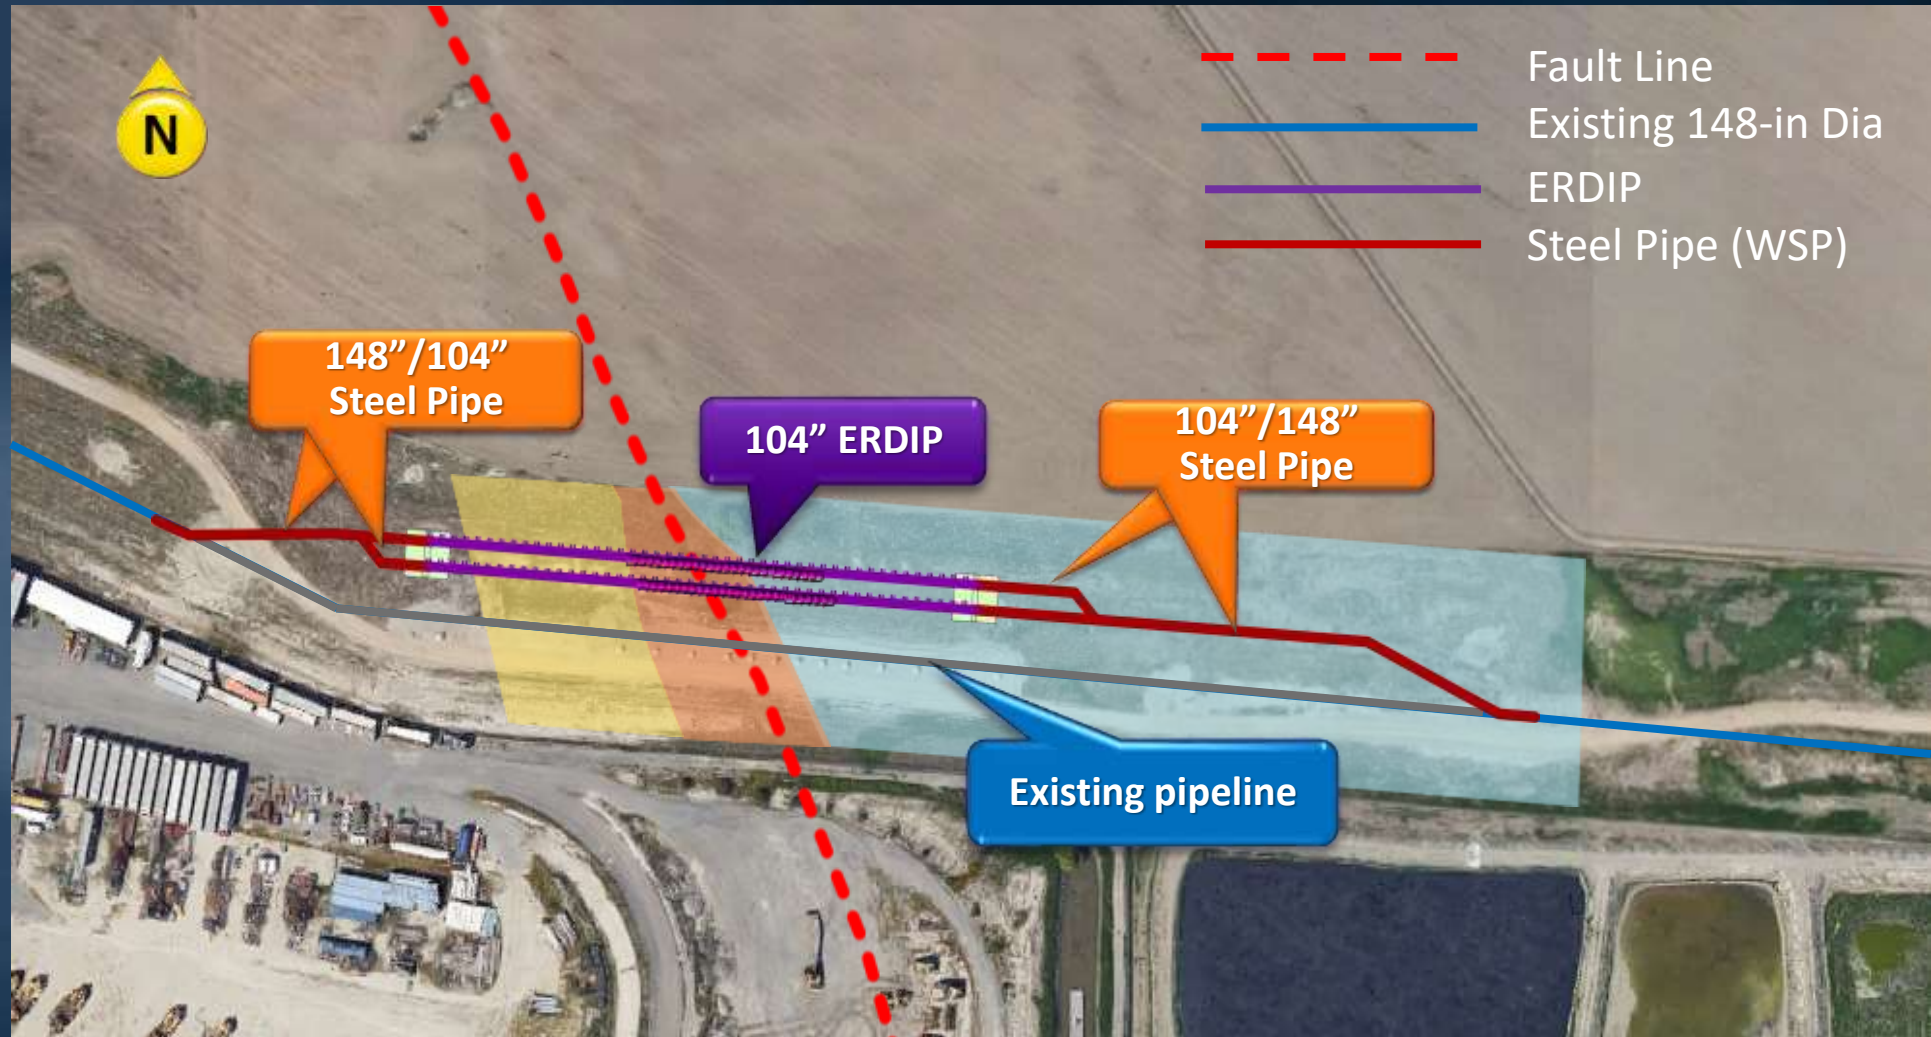 N
Fault Line
Existing 148-in Dia
ERDIP
Steel Pipe (WSP)
148”/104”
Steel Pipe
104” ERDIP
104”/148”
Steel Pipe
Existing pipeline